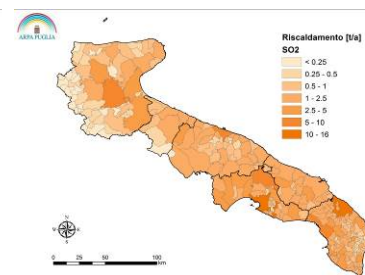 ARPA PUGLIA
Riscaldamento [t/a]
SO2
< 0.25
0.25 - 0.5
0.5 - 1
1 - 2.5
2.5 - 5
5 - 10
10 - 16
N
0 25 50 100
km